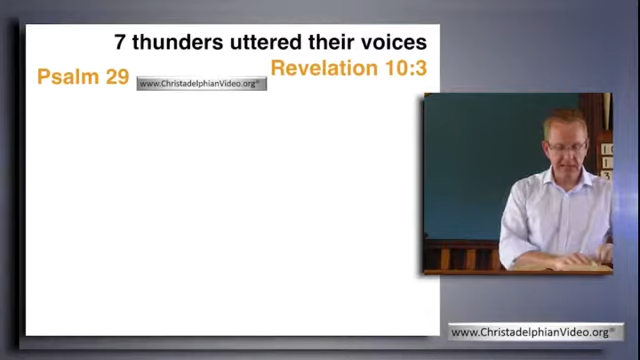 7 thunders uttered their voices
Psalm 29
www.ChristadelphianVideo.org®
Revelation 10:3
www.ChristadelphianVideo.org®